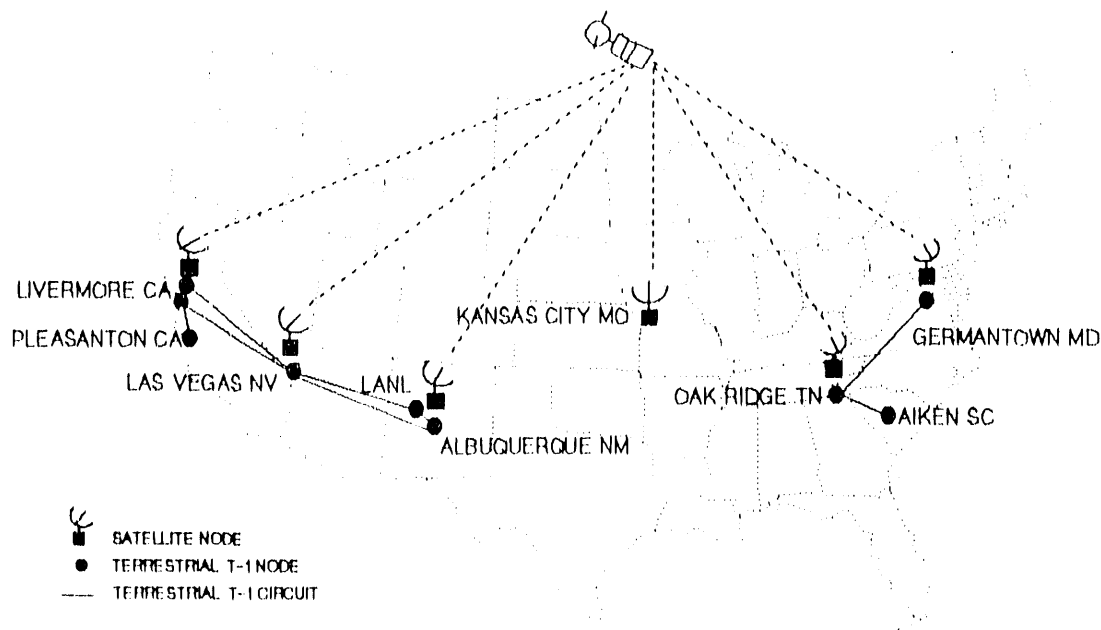 LIVERMORE CA
PLEASANTON CA
LAS VEGAS NV
LANL
ALBUQUERQUE NM
KANSAS CITY MO
OAK RIDGE TN
GERMANTOWN MD
AIKEN SC
SATELLITE NODE
TERRESTRIAL T-1 NODE
TERRESTRIAL T-1 CIRCUIT